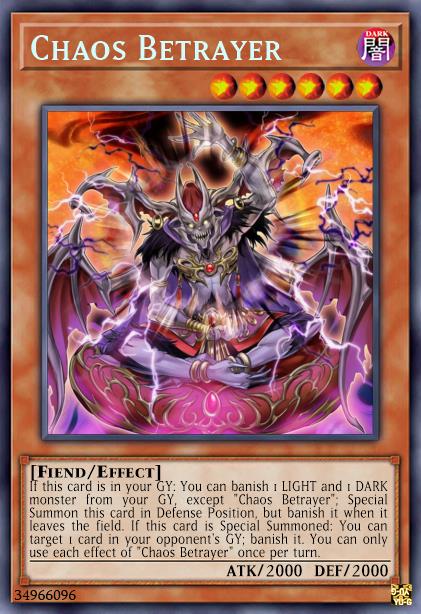 CHAOS BETRAYER
DARK
闇
[FIEND/EFFECT]
If this card is in your GY: You can banish 1 LIGHT and 1 DARK
monster from your GY, except "Chaos Betrayer"; Special
Summon this card in Defense Position, but banish it when it
leaves the field. If this card is Special Summoned: You can
target 1 card in your opponent's GY; banish it. You can only
use each effect of "Chaos Betrayer" once per turn.
ATK/2000 DEF/2000
34966096